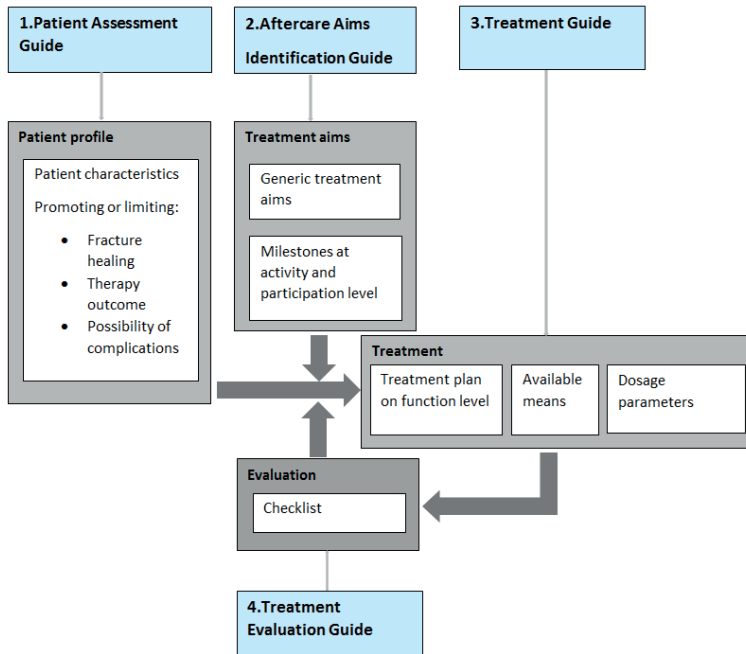 1.Patient Assessment
Guide
2.Aftercare Aims
Identification Guide
3.Treatment Guide
Patient profile
Patient characteristics
Promoting or limiting:
• Fracture
healing
• Therapy
outcome
• Possibility of
complications
Treatment aims
Generic treatment
aims
Milestones at
activity and
participation level
Treatment
Treatment plan
on function level
Available
means
Dosage
parameters
Evaluation
Checklist
4.Treatment
Evaluation Guide